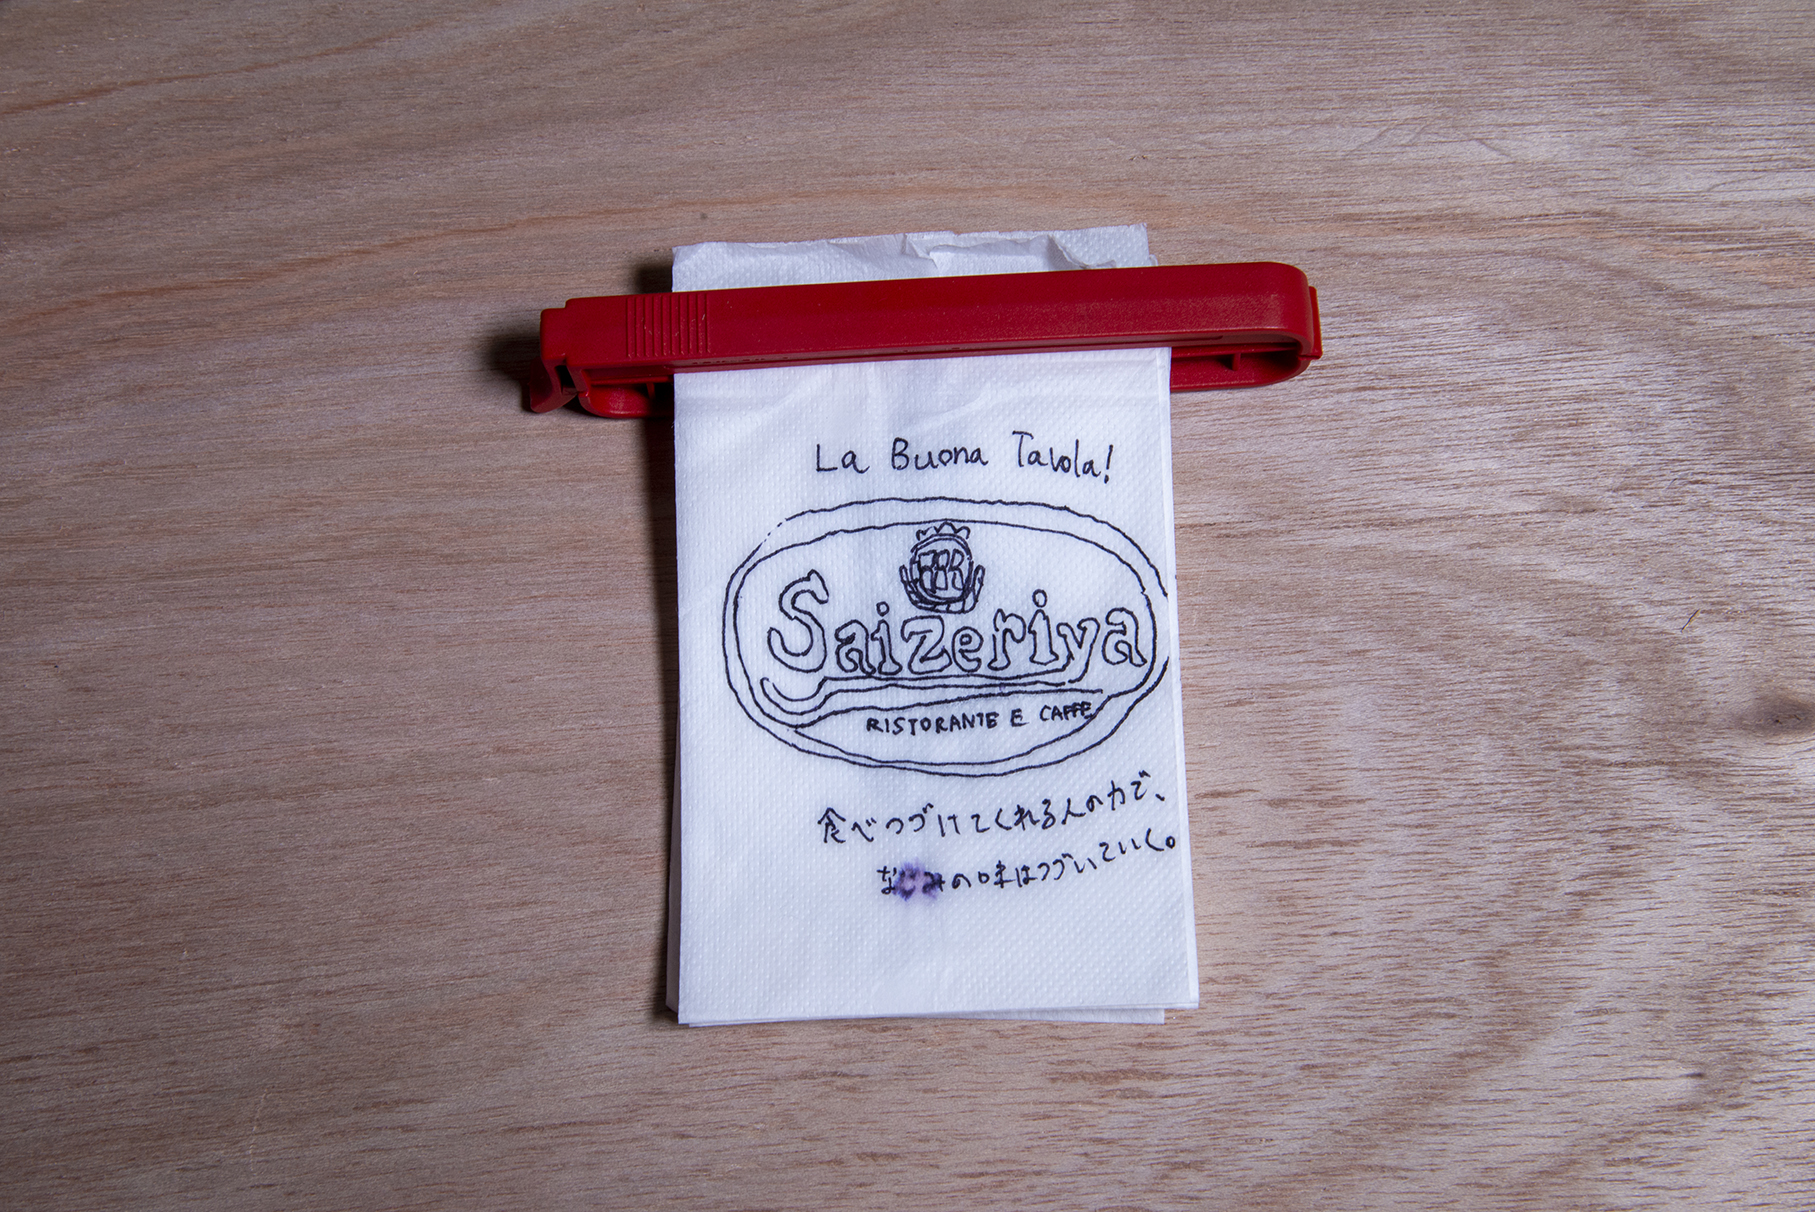 La Buona Tavola!
Saizeriya
RISTORANTE E CAFFE
食べつづけてくれる人の力で、
なじみの味はつづいていく。